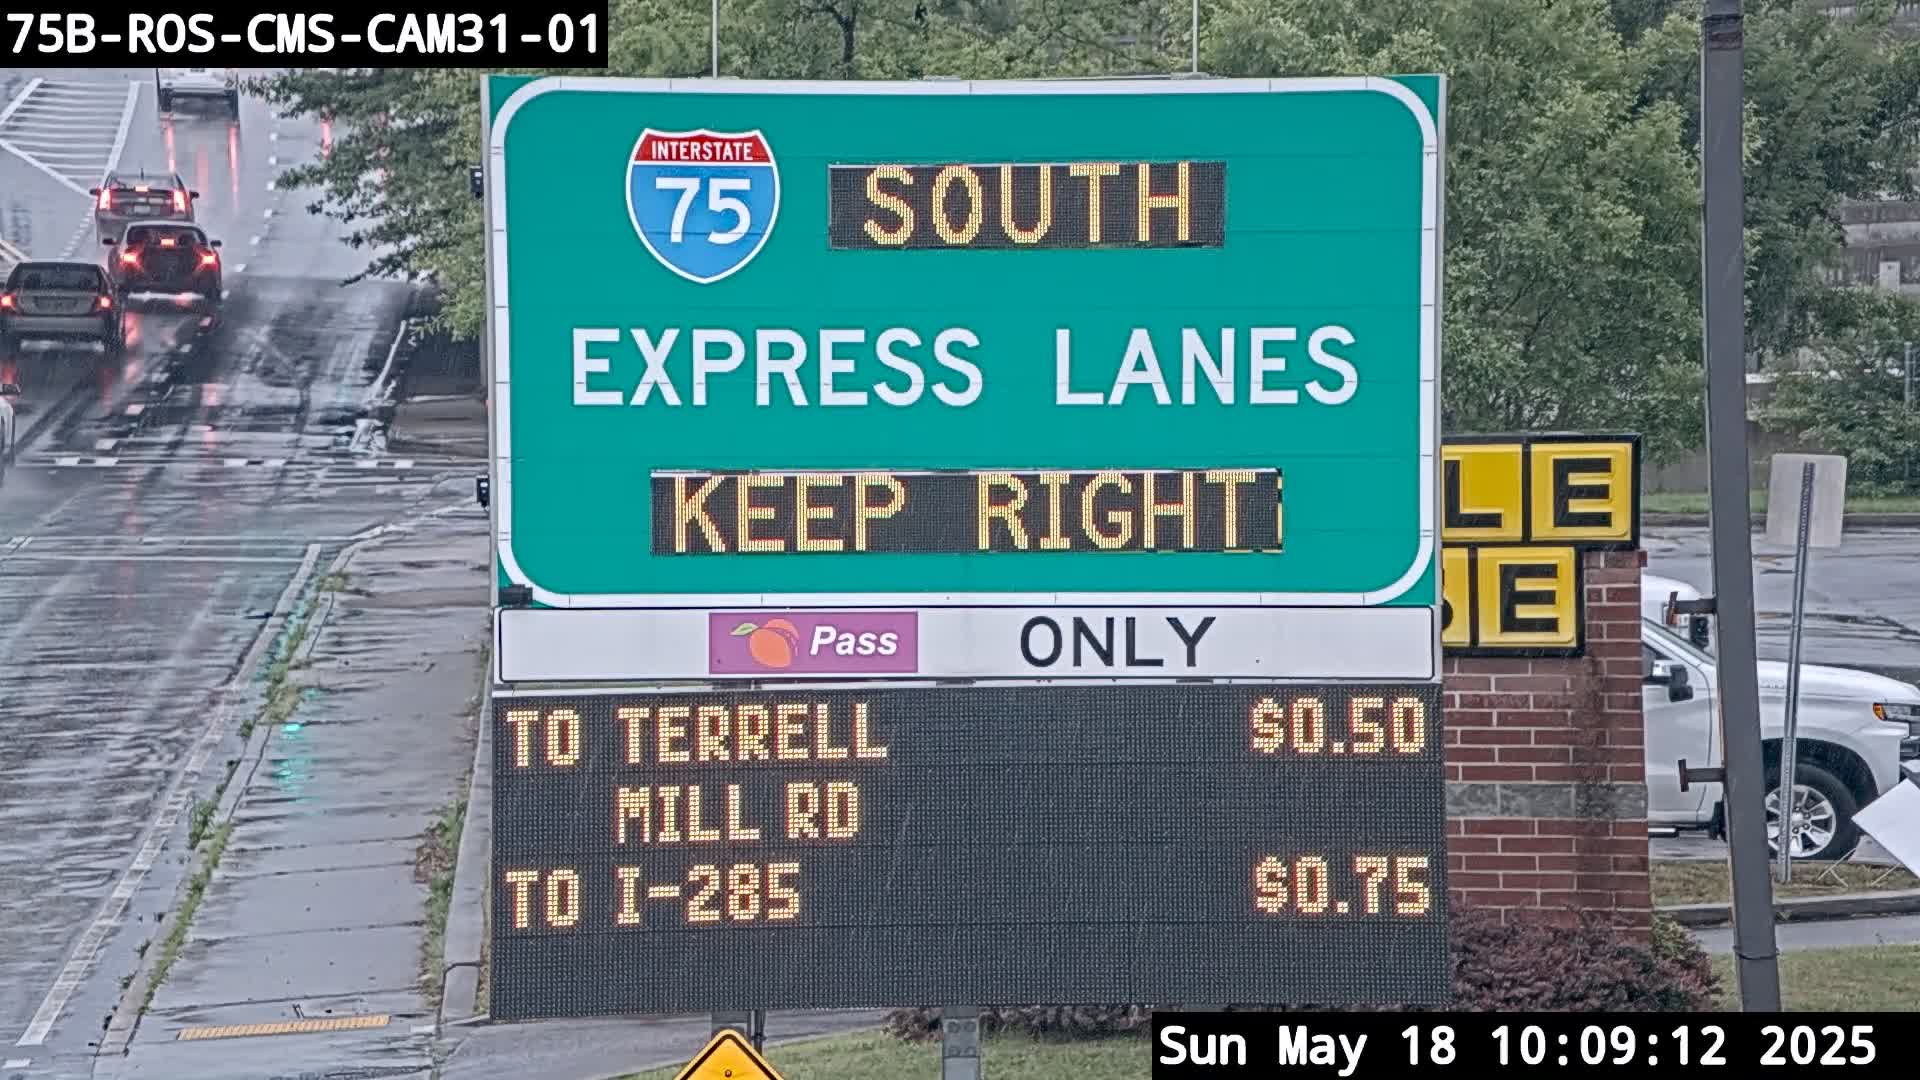 75B-ROS-CMS-CAM31-01
INTERSTATE
75
SOUTH
EXPRESS LANES
KEEP RIGHT
Pass ONLY
TO TERRELL $0.50
MILL RD
TO I-285 $0.75
LE
E
Sun May 18 10:09:12 2025